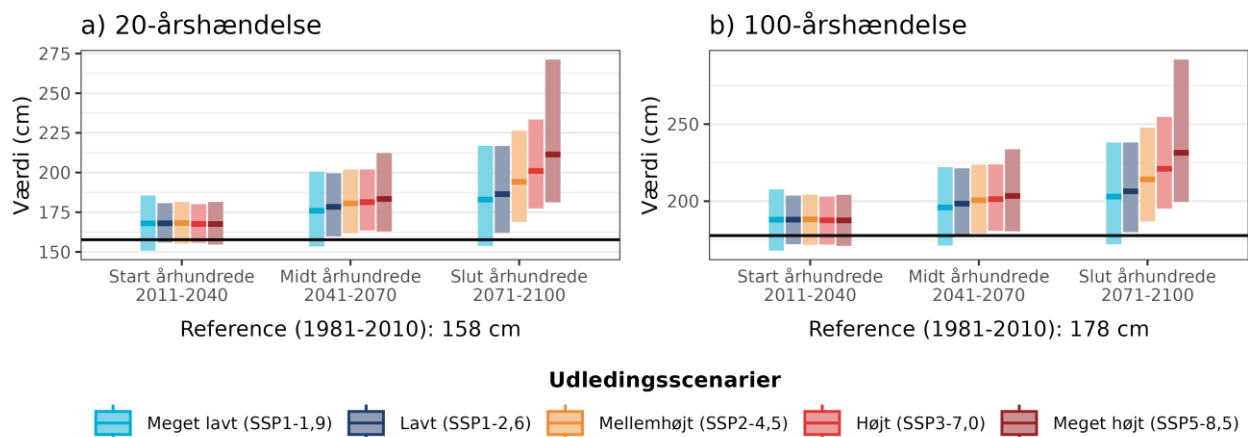 a) 20-årshændelse
Værdi (cm)
275
250
225
200
175
150
Start århundrede
2011-2040
Midt århundrede
2041-2070
Slut århundrede
2071-2100
Reference (1981-2010): 158 cm
b) 100-årshændelse
Værdi (cm)
250
200
Start århundrede
2011-2040
Midt århundrede
2041-2070
Slut århundrede
2071-2100
Reference (1981-2010): 178 cm
Udledingsscenarier
Meget lavt (SSP1-1,9)
Lavt (SSP1-2,6)
Mellemhøjt (SSP2-4,5)
Højt (SSP3-7,0)
Meget højt (SSP5-8,5)